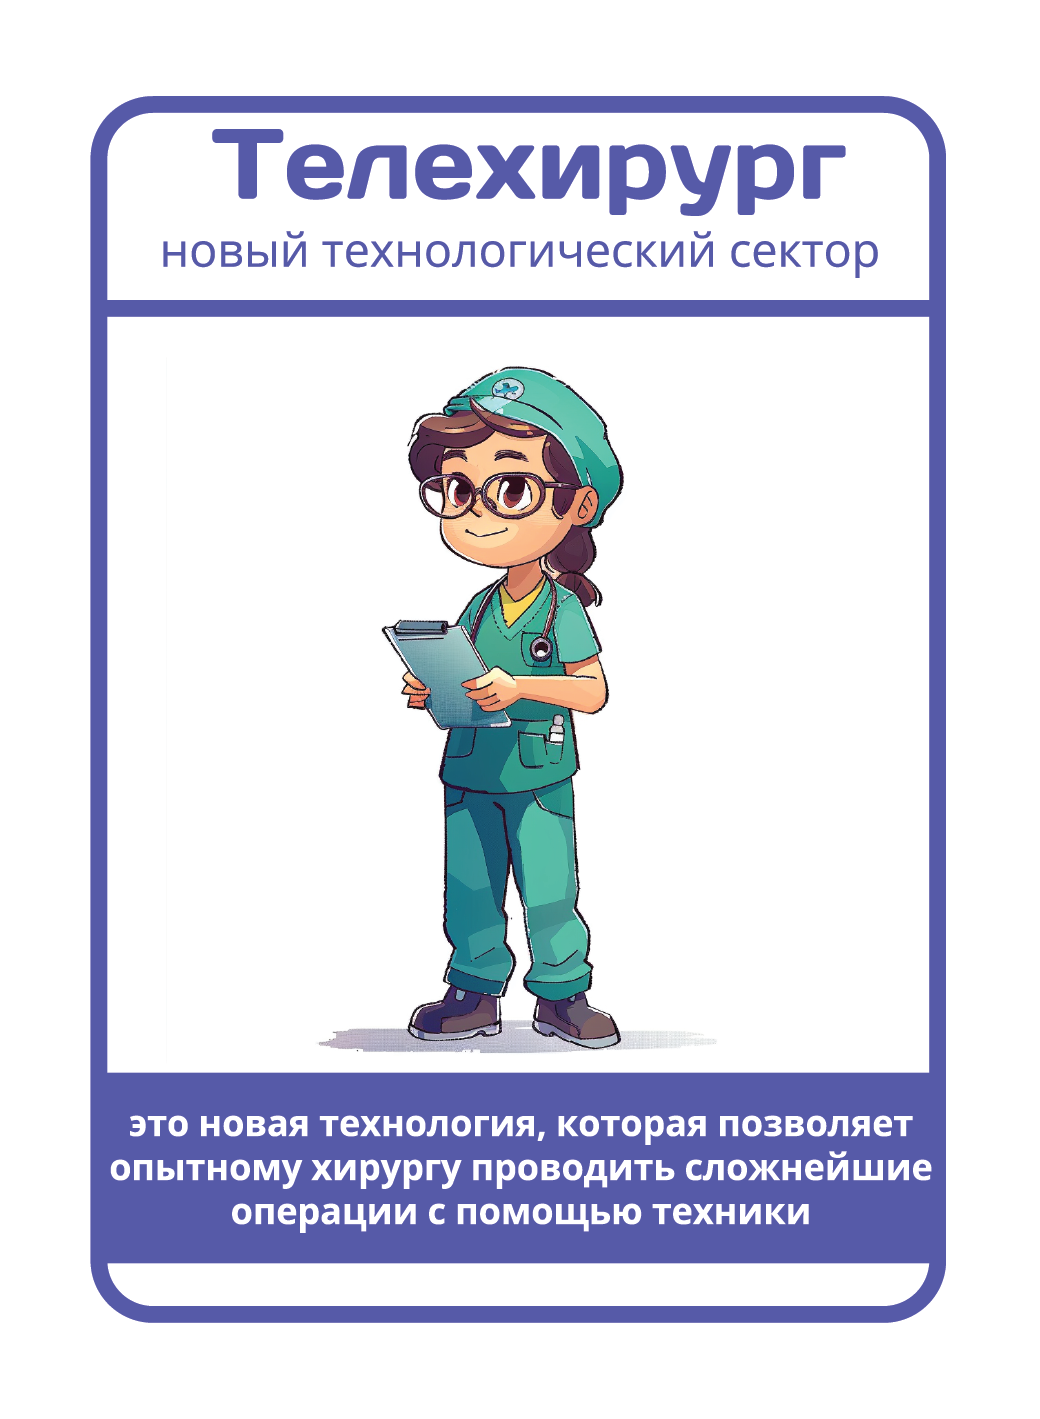 Телехирург
новый технологический сектор
это новая технология, которая позволяет
опытному хирургу проводить сложнейшие
операции с помощью техники